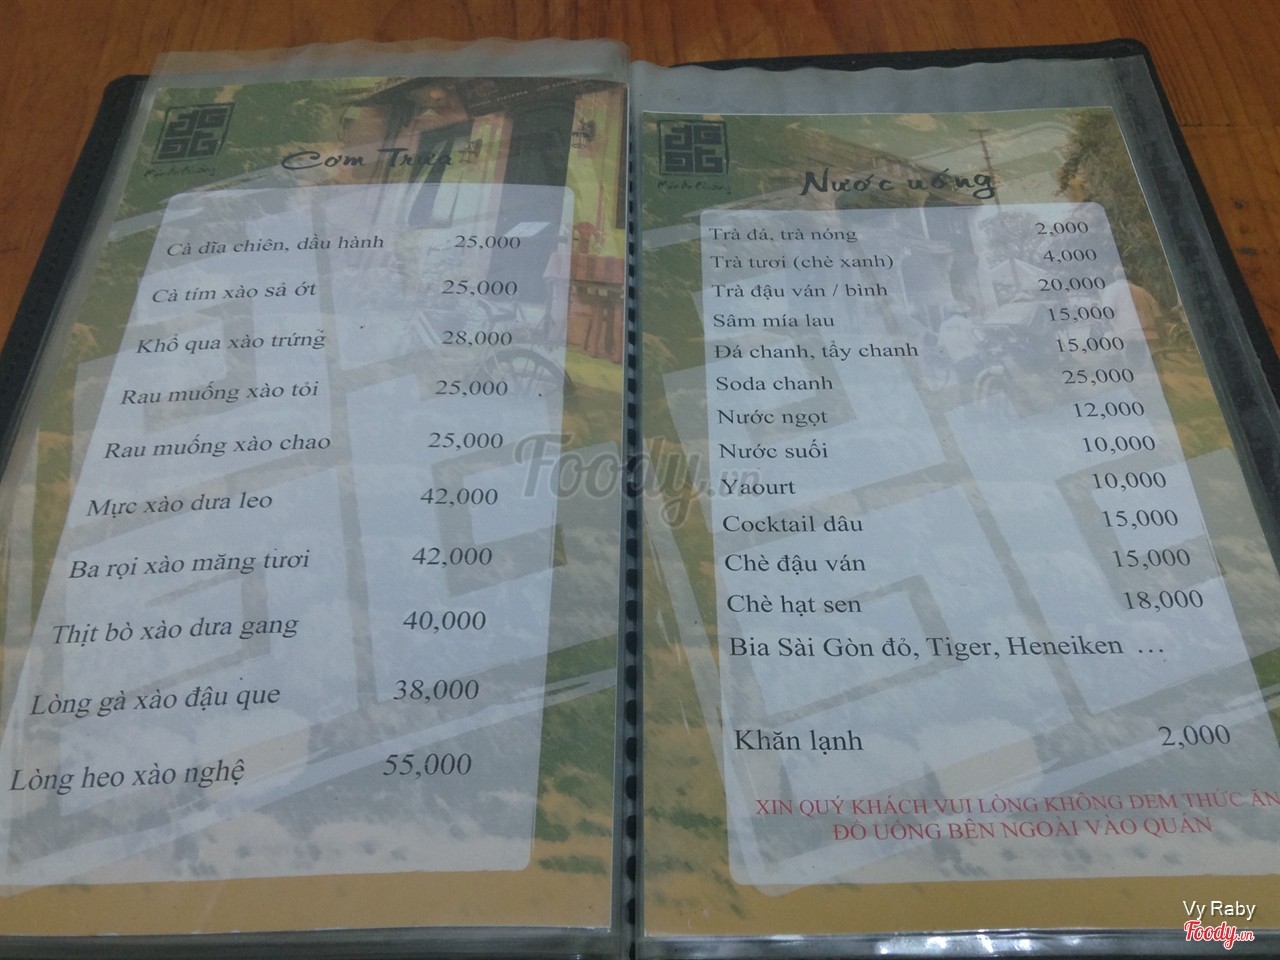 Cơm Trưa
Cà dĩa chiên, dầu hành 25,000
Cà tím xào sả ớt 25,000
Khổ qua xào trứng 28,000
Rau muống xào tỏi 25,000
Rau muống xào chao 25,000
Mực xào dưa leo 42,000
Ba rọi xào măng tươi 42,000
Thịt bò xào dưa gang 40,000
Lòng gà xào đậu que 38,000
Lòng heo xào nghệ 55,000
Nước uống
Trà đá, trà nóng 2,000
Trà tươi (chè xanh) 4,000
Trà đậu ván / bình 20,000
Sâm mía lau 15,000
Đá chanh, tẩy chanh 15,000
Soda chanh 25,000
Nước ngọt 12,000
Nước suối 10,000
Yaourt 10,000
Cocktail dâu 15,000
Chè đậu ván 15,000
Chè hạt sen 18,000
Bia Sài Gòn đỏ, Tiger, Heneiken ...
Khăn lạnh 2,000
XIN QUÝ KHÁCH VUI LÒNG KHÔNG ĐEM THỨC ĂN
ĐỒ UỐNG BÊN NGOÀI VÀO QUÁN
Foody.vn
Vy Raby
Foody.vn